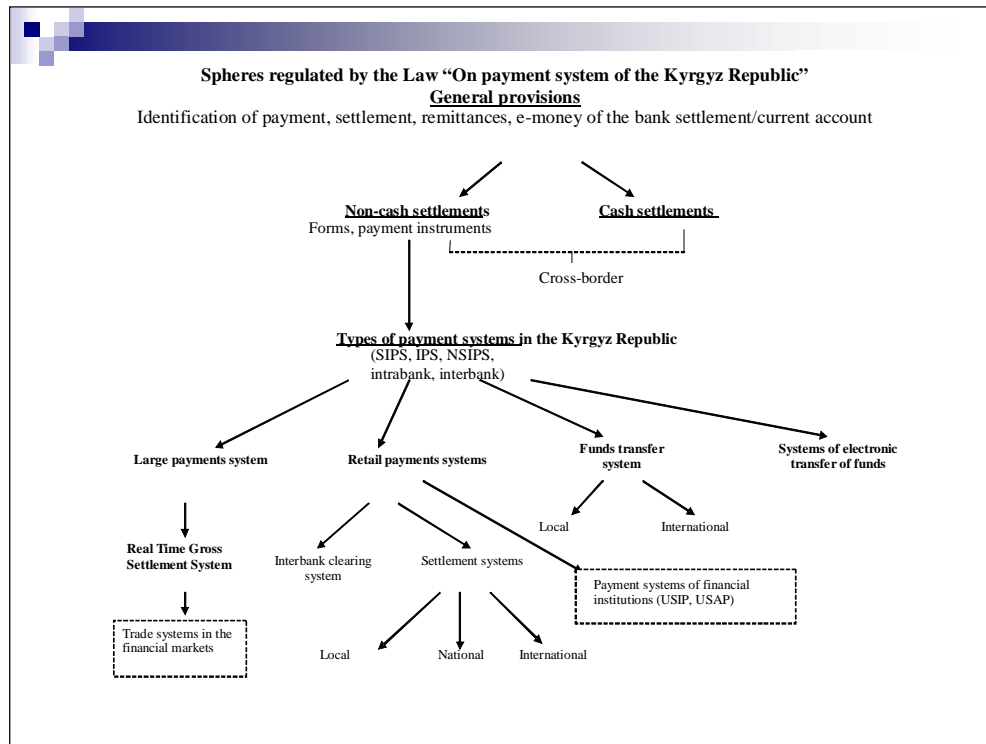 Spheres regulated by the Law “On payment system of the Kyrgyz Republic”
General provisions
Identification of payment, settlement, remittances, e-money of the bank settlement/current account
Non-cash settlements
Forms, payment instruments
Cash settlements
Cross-border
Types of payment systems in the Kyrgyz Republic
(SIPS, IPS, NSIPS,
intrabank, interbank)
Large payments system
Retail payments systems
Funds transfer
system
Systems of electronic
transfer of funds
Local
International
Real Time Gross
Settlement System
Interbank clearing
system
Settlement systems
Payment systems of financial
institutions (USIP, USAP)
Trade systems in the
financial markets
Local
National
International